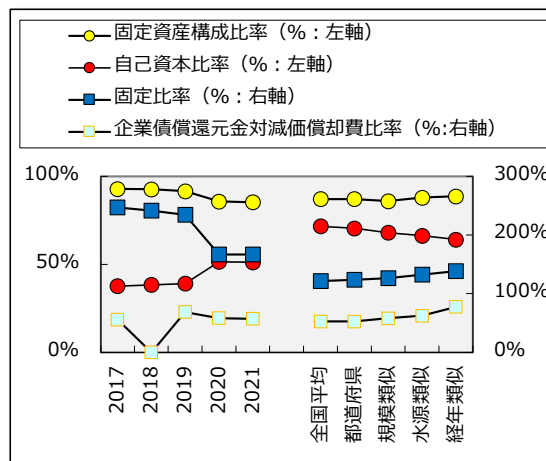 固定資産構成比率（%：左軸）
自己資本比率（%：左軸）
固定比率（%：右軸）
企業債償還元金対減価償却費比率（%:右軸）
100%
50%
0%
300%
200%
100%
0%
2017
2018
2019
2020
2021
全国平均
都道府県
規模類似
水源類似
経年類似